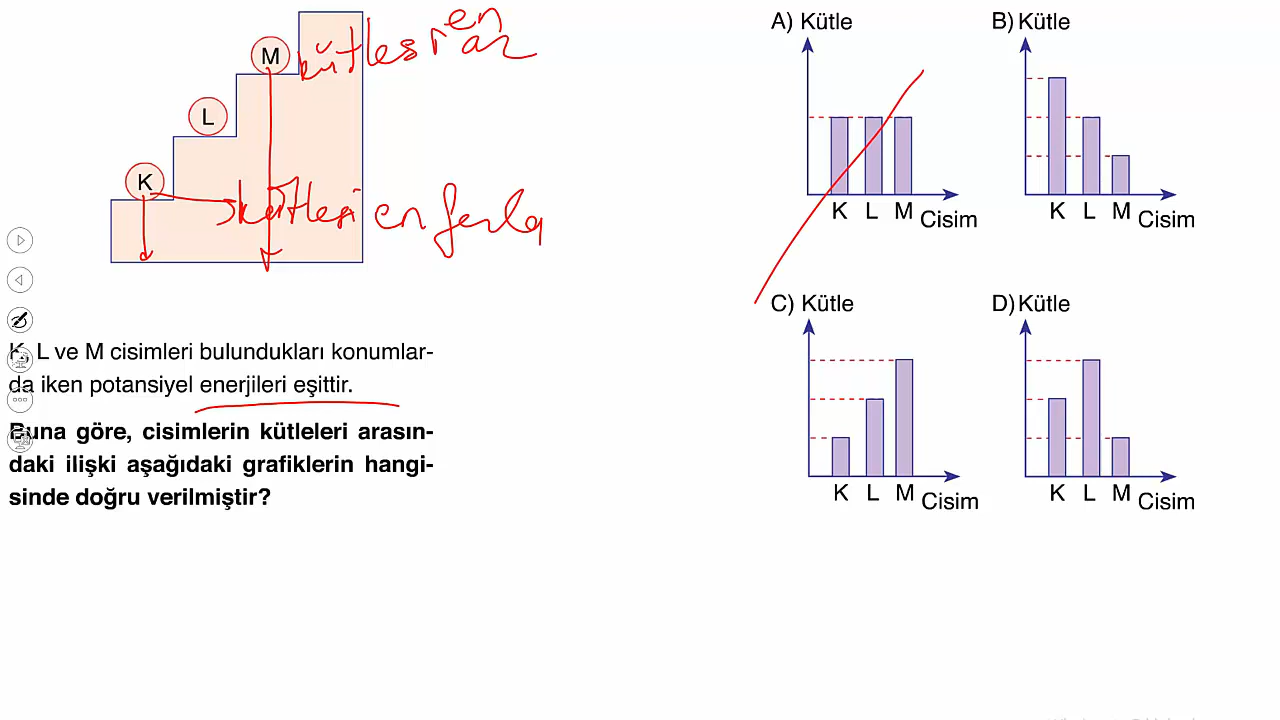 M
L
K
kütlesi en az
kütlesi en fazla
K, L ve M cisimleri bulundukları konumlar-
da iken potansiyel enerjileri eşittir.
Buna göre, cisimlerin kütleleri arasın-
daki ilişki aşağıdaki grafiklerin hangi-
sinde doğru verilmiştir?
A) Kütle
K L M Cisim
B) Kütle
K L M Cisim
C) Kütle
K L M Cisim
D) Kütle
K L M Cisim